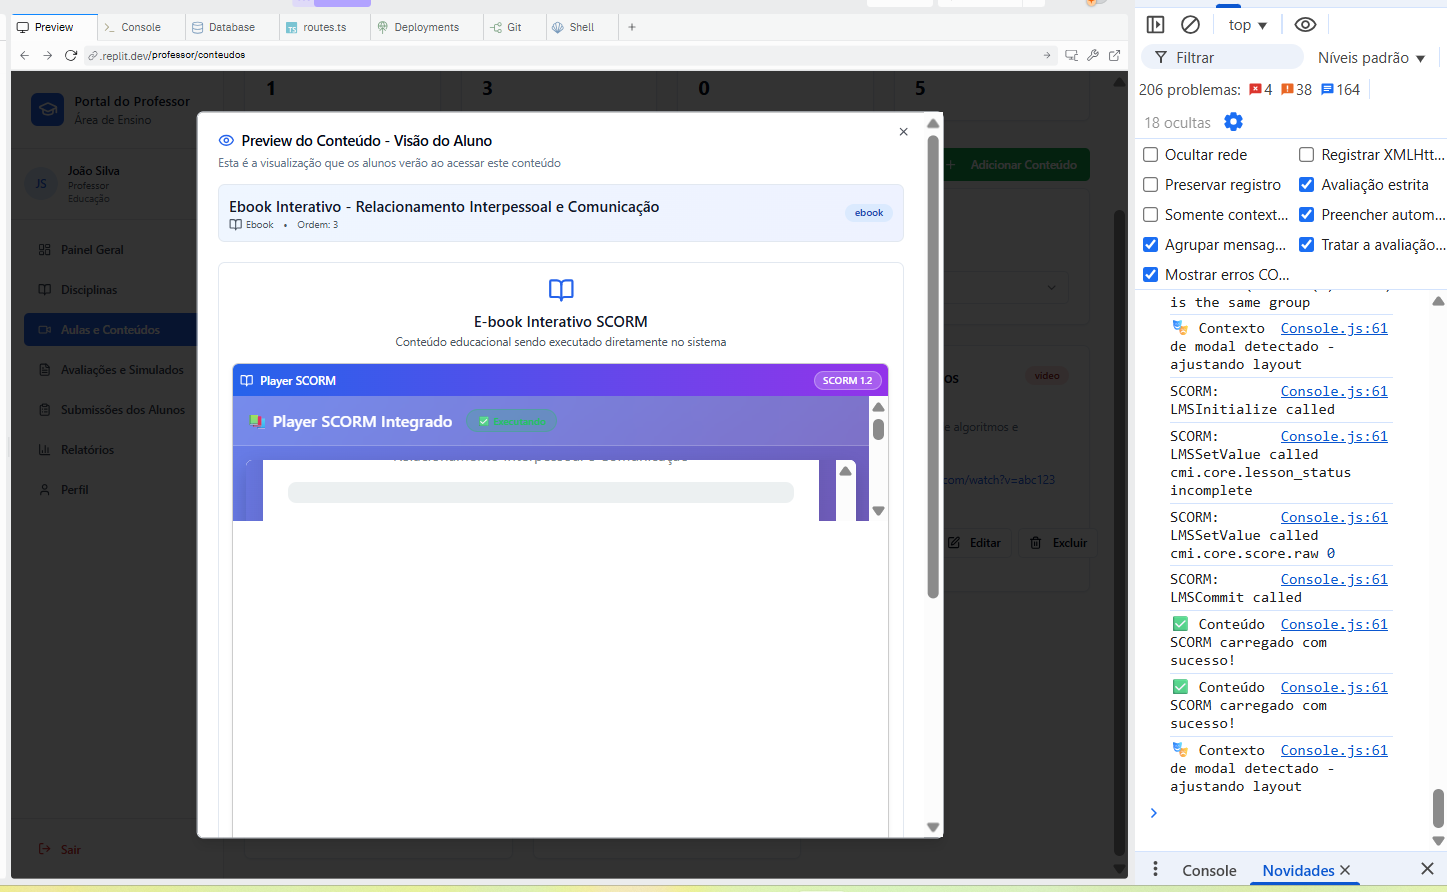 Preview
Console
Database
routes.ts
Deployments
Git
Shell
.replit.dev/professor/conteudos
Portal do Professor
Área de Ensino
JS
João Silva
Professor
Educação
Painel Geral
Disciplinas
Aulas e Conteúdos
Avaliações e Simulados
Submissões dos Alunos
Relatórios
Perfil
Sair
1
3
0
5
Adicionar Conteúdo
Preview do Conteúdo - Visão do Aluno
Esta é a visualização que os alunos verão ao acessar este conteúdo
Ebook Interativo - Relacionamento Interpessoal e Comunicação
Ebook • Ordem: 3
ebook
E-book Interativo SCORM
Conteúdo educacional sendo executado diretamente no sistema
Player SCORM
SCORM 1.2
Player SCORM Integrado
Relacionamento Interpessoal e Comunicação
os
video
e algoritmos e
com/watch?v=abc123
Editar
Excluir
top
Filtrar
Níveis padrão
206 problemas: 4 38 164
18 ocultas
Ocultar rede
Registrar XMLHtt...
Preservar registro
Avaliação estrita
Somente context...
Preencher autom...
Agrupar mensag...
Tratar a avaliação...
Mostrar erros CO...
is the same group
Contexto Console.js:61
de modal detectado -
ajustando layout
SCORM: Console.js:61
LMSInitialize called
SCORM: Console.js:61
LMSSetValue called
cmi.core.lesson_status
incomplete
SCORM: Console.js:61
LMSSetValue called
cmi.core.score.raw 0
SCORM: Console.js:61
LMSCommit called
Conteúdo Console.js:61
SCORM carregado com
sucesso!
Conteúdo Console.js:61
SCORM carregado com
sucesso!
Contexto Console.js:61
de modal detectado -
ajustando layout
Console
Novidades